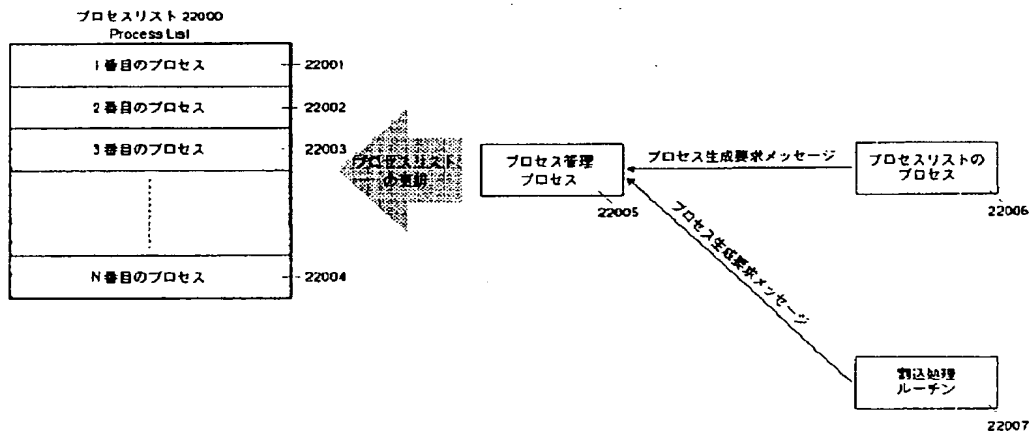 プロセスリスト 22000
Process List
1番目のプロセス
22001
2番目のプロセス
22002
3番目のプロセス
22003
N番目のプロセス
22004
プロセスリスト
の更新
プロセス管理
プロセス
22005
プロセス生成要求メッセージ
プロセスリストの
プロセス
22006
プロセス生成要求メッセージ
割込処理
ルーチン
22007